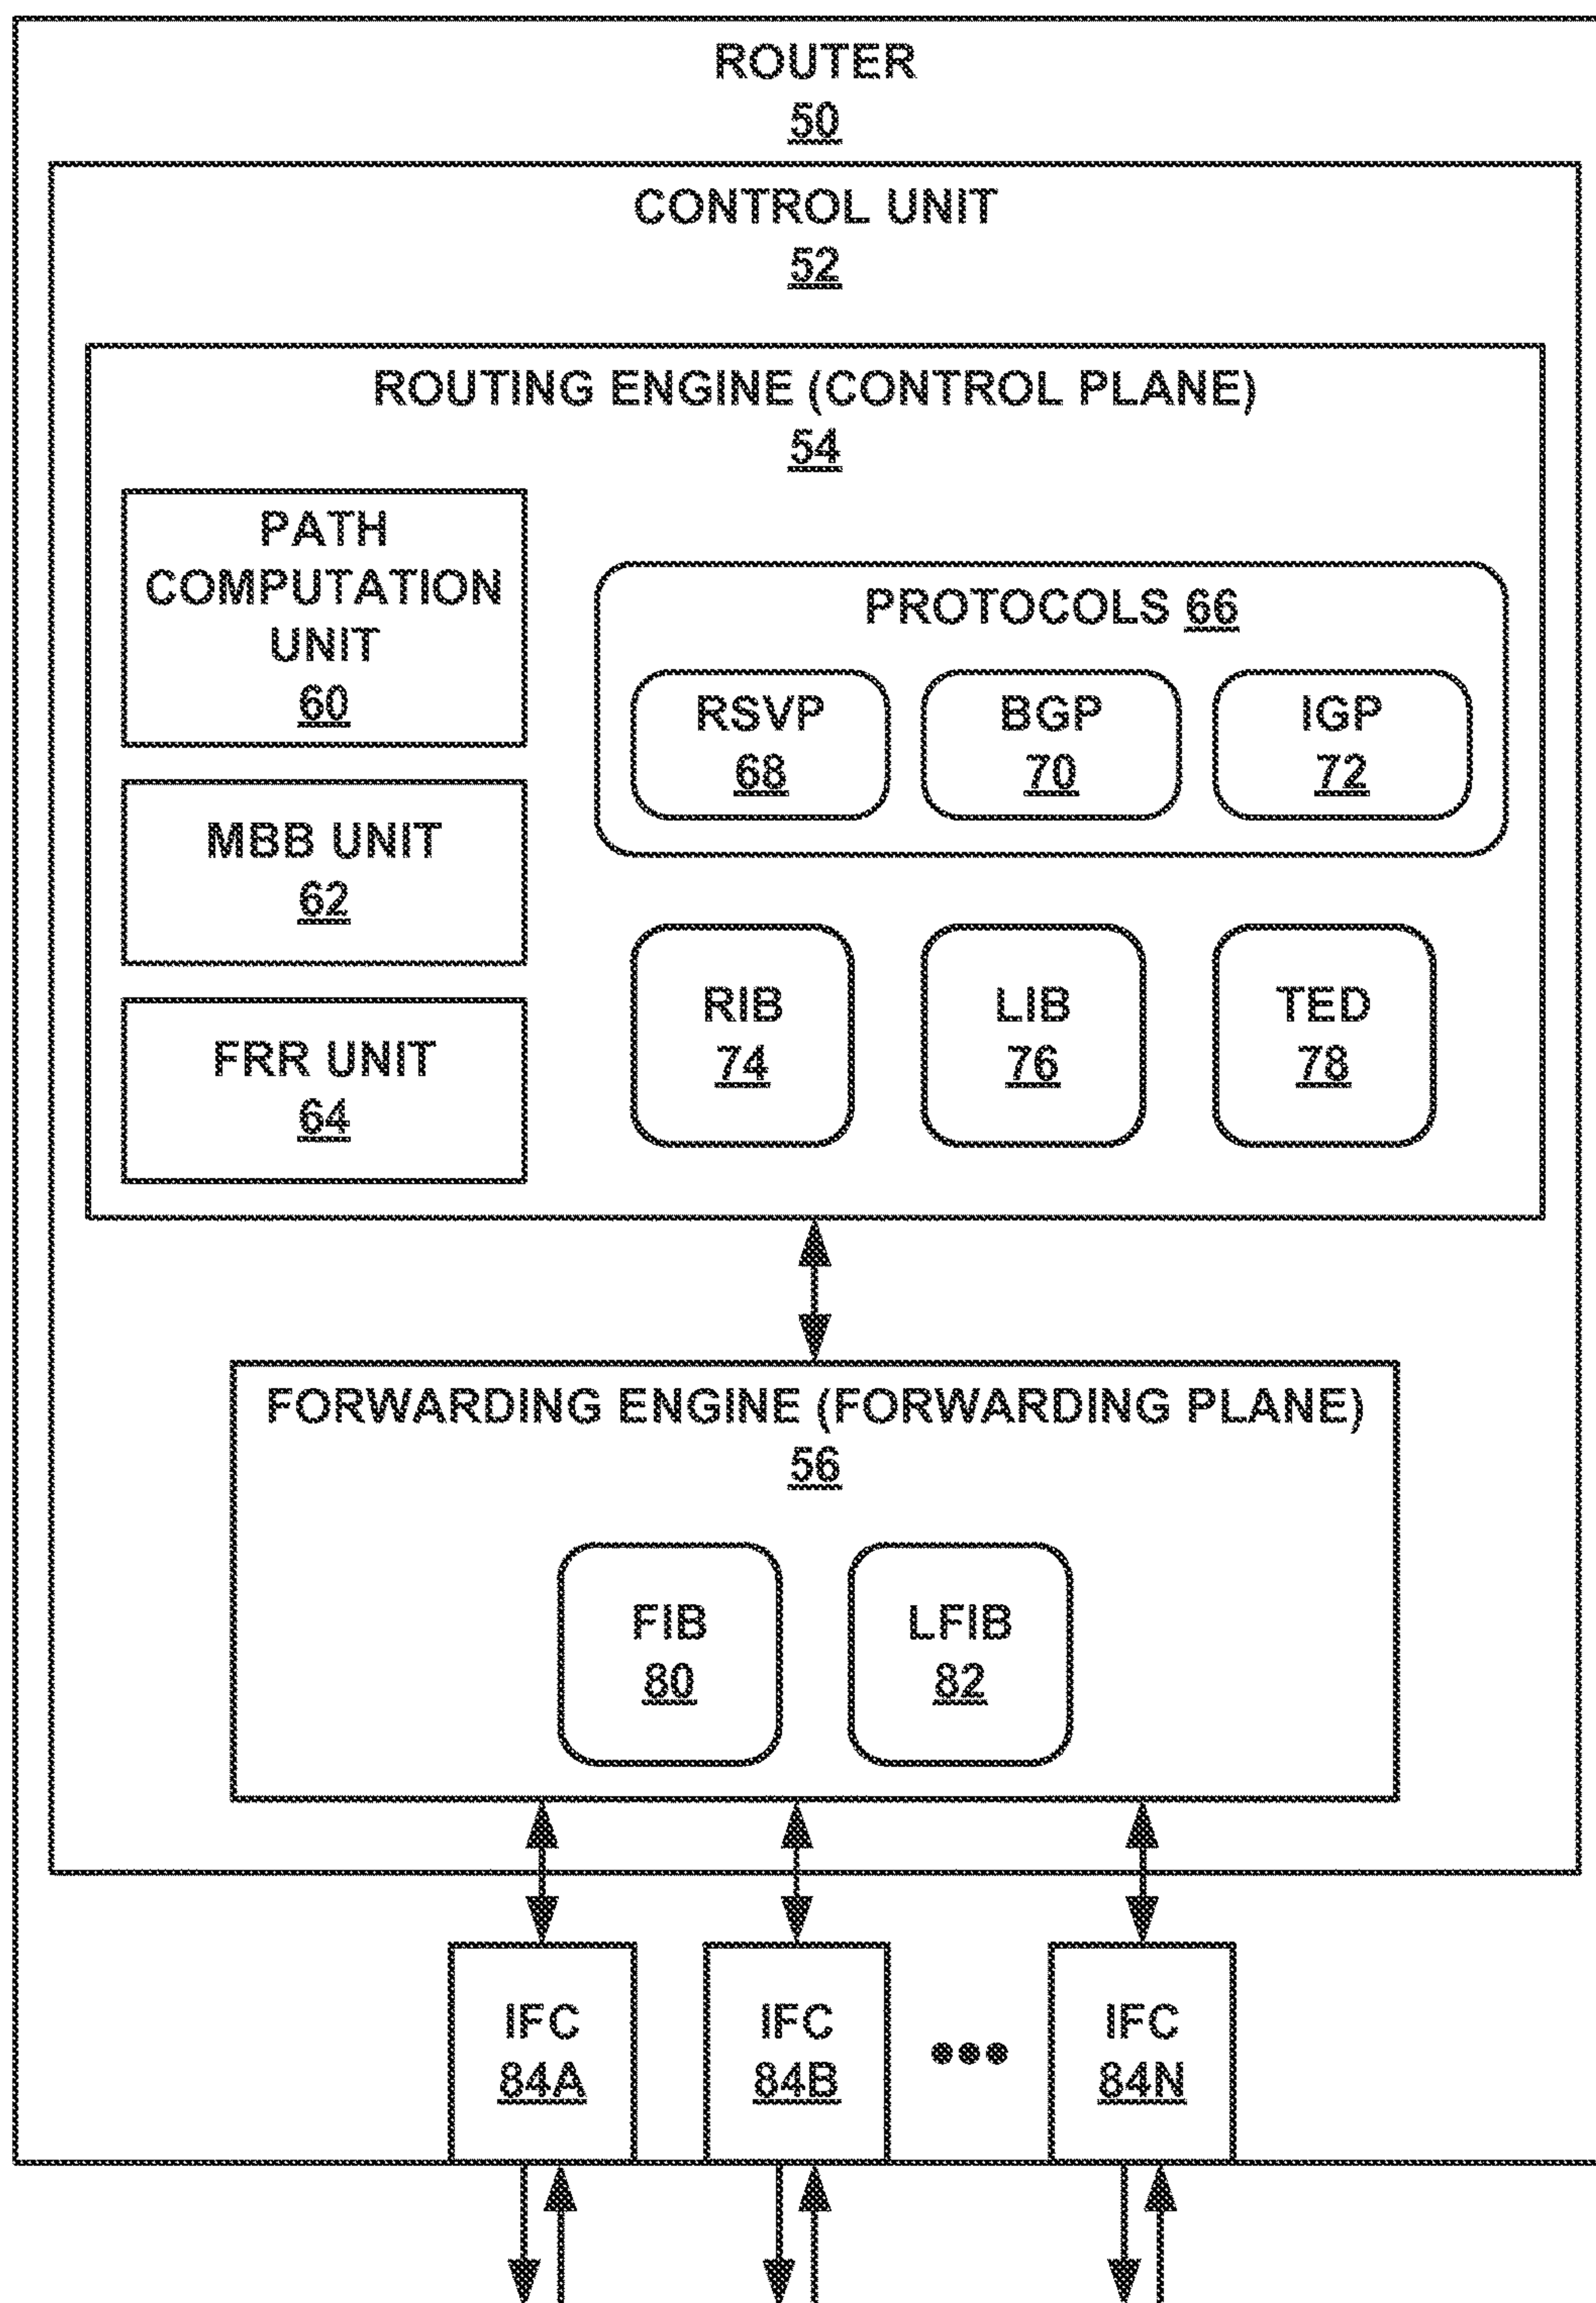 ROUTER
50
CONTROL UNIT
52
ROUTING ENGINE (CONTROL PLANE)
54
PATH
COMPUTATION
UNIT
60
MBB UNIT
62
FRR UNIT
64
PROTOCOLS 66
RSVP
68
BGP
70
IGP
72
RIB
74
LIB
76
TED
78
FORWARDING ENGINE (FORWARDING PLANE)
56
FIB
80
LFIB
82
IFC
84A
IFC
84B
IFC
84N